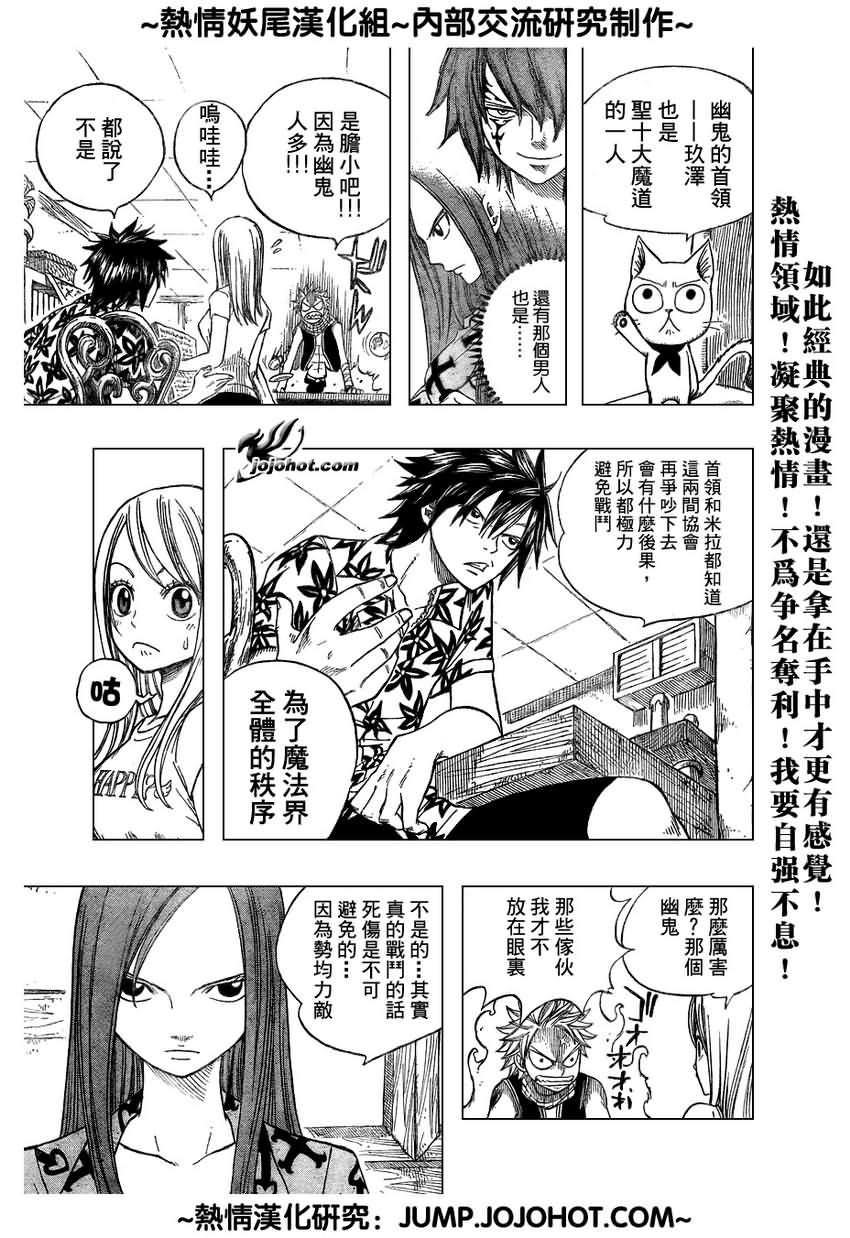 ~熱情妖尾漢化組~內部交流研究制作~
幽鬼的首領
——玖澤
也是
聖十大魔道
的一人
還有那個男人
也是……
是膽小吧!!!
因為幽鬼
人多!!!
嗚哇哇…
都說了
不是
jojohot.com
首領和米拉都知道
這兩間協會
再爭吵下去
會有什麼後果，
所以都極力
避免戰鬥
為了魔法界
全體的秩序
咕
HAPPY
那麼厲害
麼?那個
幽鬼
那些傢伙
我才不
放在眼裏
ゴオオオオ
不是的…其實
真的戰鬥的話
死傷是不可
避免的…
因為勢均力敵
如此經典的漫畫！還是拿在手中才更有感覺！
熱情領域！凝聚熱情！不爲争名奪利！我要自强不息！
~熱情漢化研究：JUMP.JOJOHOT.COM~